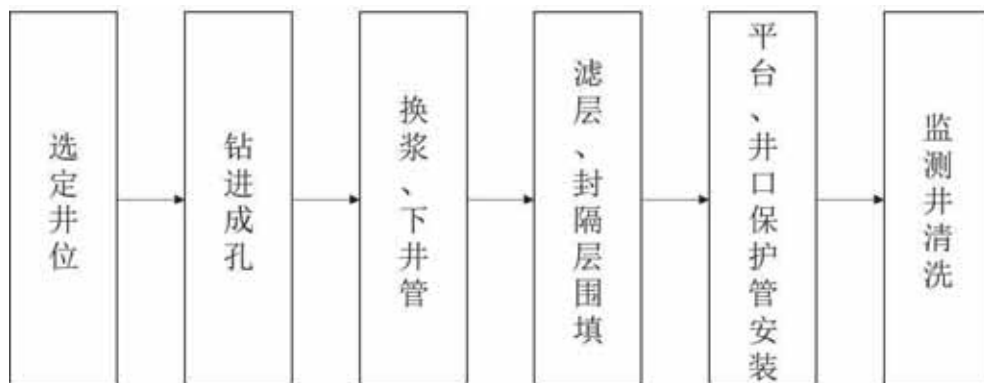 选定井位
钻进成孔
换浆、下井管
滤层、封隔层围填
平台、井口保护管安装
监测井清洗